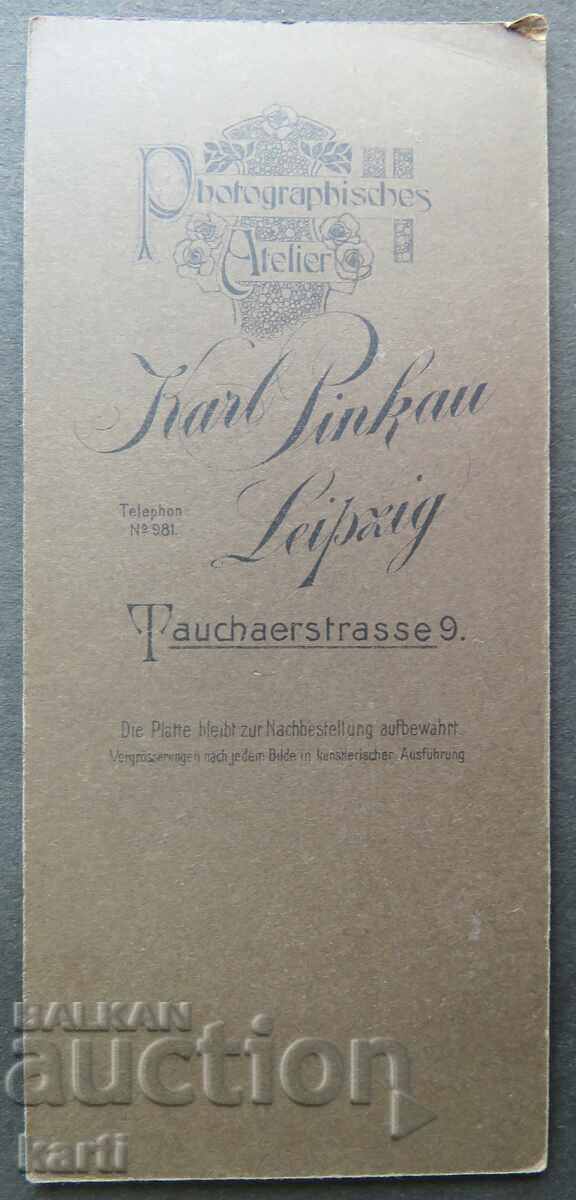 Photographisches
Atelier
Karl Pinkau
Leipzig
Telephon
No 981.
Tauchaerstrasse 9.
Die Platte bleibt zur Nachbestellung aufbewahrt.
Vergrösserungen nach jedem Bilde in künstlerischer Ausführung
BALKAN
auction
karti